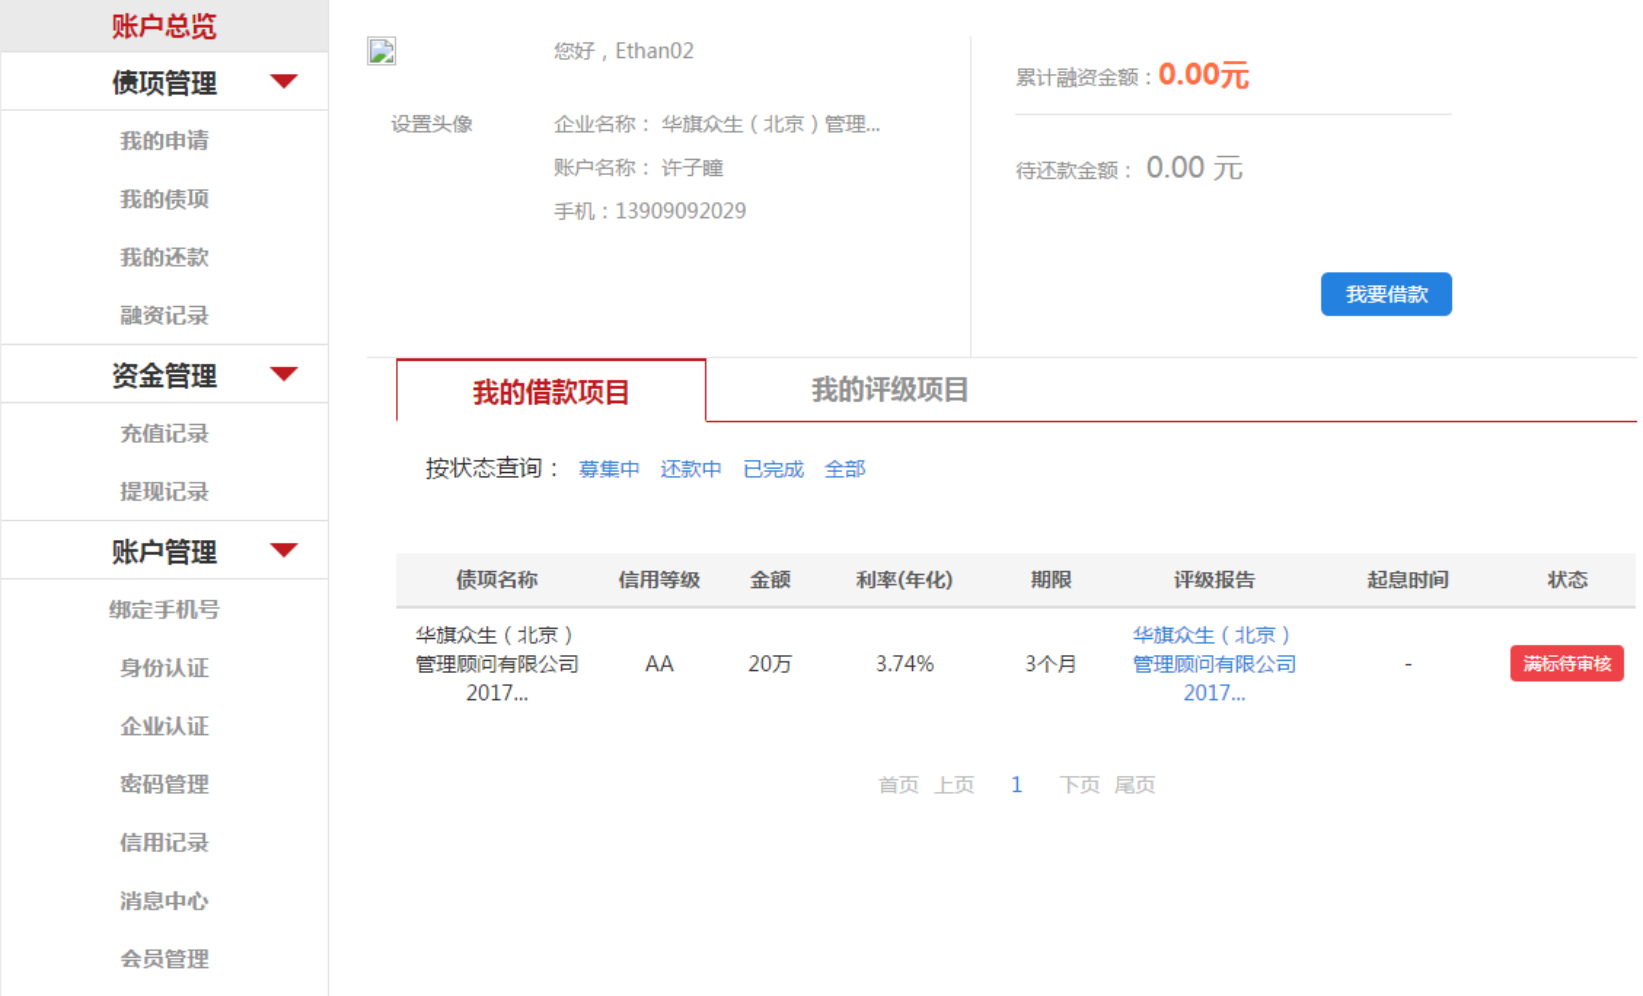 账户总览
债项管理
我的申请
我的债项
我的还款
融资记录
资金管理
充值记录
提现记录
账户管理
绑定手机号
身份认证
企业认证
密码管理
信用记录
消息中心
会员管理
您好，Ethan02
设置头像
企业名称： 华旗众生（北京）管理...
账户名称： 许子瞳
手机：13909092029
累计融资金额：0.00元
待还款金额： 0.00 元
我要借款
我的借款项目 我的评级项目
按状态查询： 募集中 还款中 已完成 全部
债项名称 信用等级 金额 利率(年化) 期限 评级报告 起息时间 状态
华旗众生（北京）
管理顾问有限公司
2017...
AA 20万 3.74% 3个月
华旗众生（北京）
管理顾问有限公司
2017...
- 满标待审核
首页 上页 1 下页 尾页